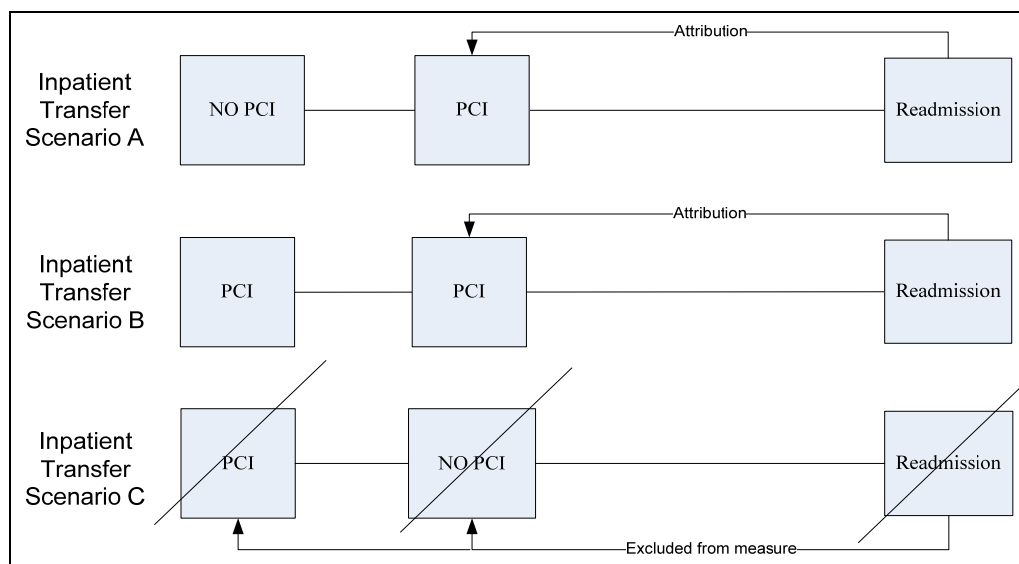 Attribution
Inpatient
Transfer
Scenario A
NO PCI
PCI
Readmission
Attribution
Inpatient
Transfer
Scenario B
PCI
PCI
Readmission
Inpatient
Transfer
Scenario C
PCI
NO PCI
Readmission
Excluded from measure